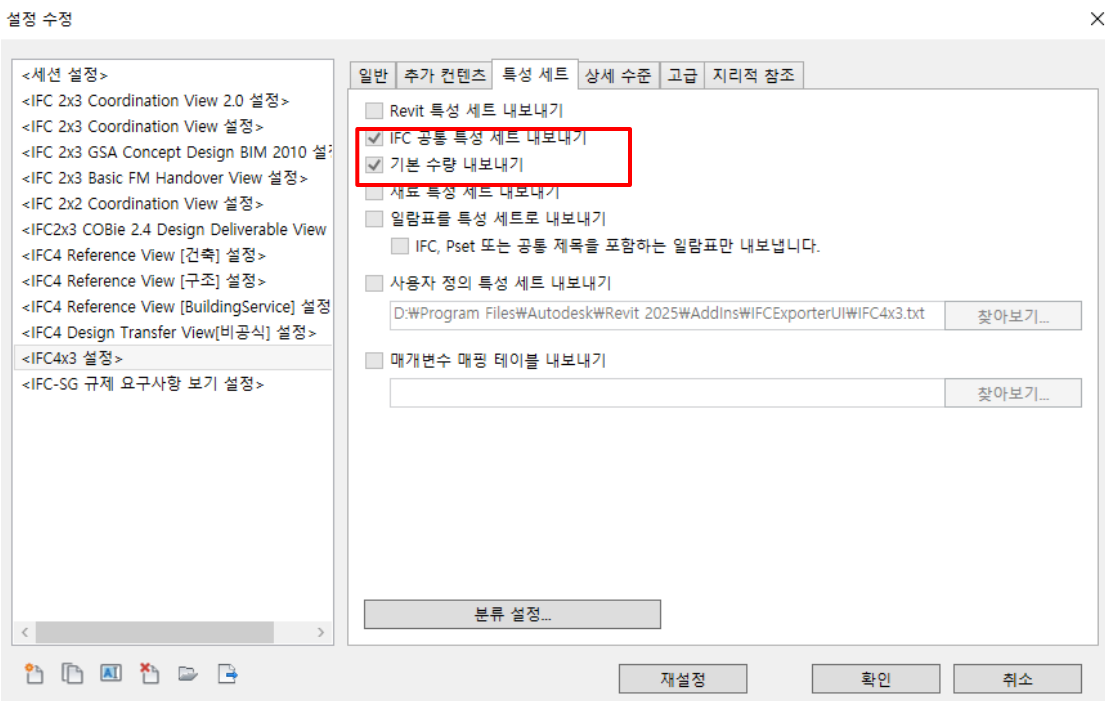 설정 수정
<세션 설정>
<IFC 2x3 Coordination View 2.0 설정>
<IFC 2x3 Coordination View 설정>
<IFC 2x3 GSA Concept Design BIM 2010 설
<IFC 2x3 Basic FM Handover View 설정>
<IFC 2x2 Coordination View 설정>
<IFC2x3 COBie 2.4 Design Deliverable View
<IFC4 Reference View [건축] 설정>
<IFC4 Reference View [구조] 설정>
<IFC4 Reference View [BuildingService] 설정
<IFC4 Design Transfer View[비공식] 설정>
<IFC4x3 설정>
<IFC-SG 규제 요구사항 보기 설정>
일반 추가 컨텐츠 특성 세트 상세 수준 고급 지리적 참조
Revit 특성 세트 내보내기
IFC 공통 특성 세트 내보내기
기본 수량 내보내기
재료 특성 세트 내보내기
일람표를 특성 세트로 내보내기
IFC, Pset 또는 공통 제목을 포함하는 일람표만 내보냅니다.
사용자 정의 특성 세트 내보내기
D:₩Program Files₩Autodesk₩Revit 2025₩AddIns₩IFCExporterUI₩IFC4x3.txt 찾아보기...
매개변수 매핑 테이블 내보내기
찾아보기...
분류 설정...
재설정 확인 취소